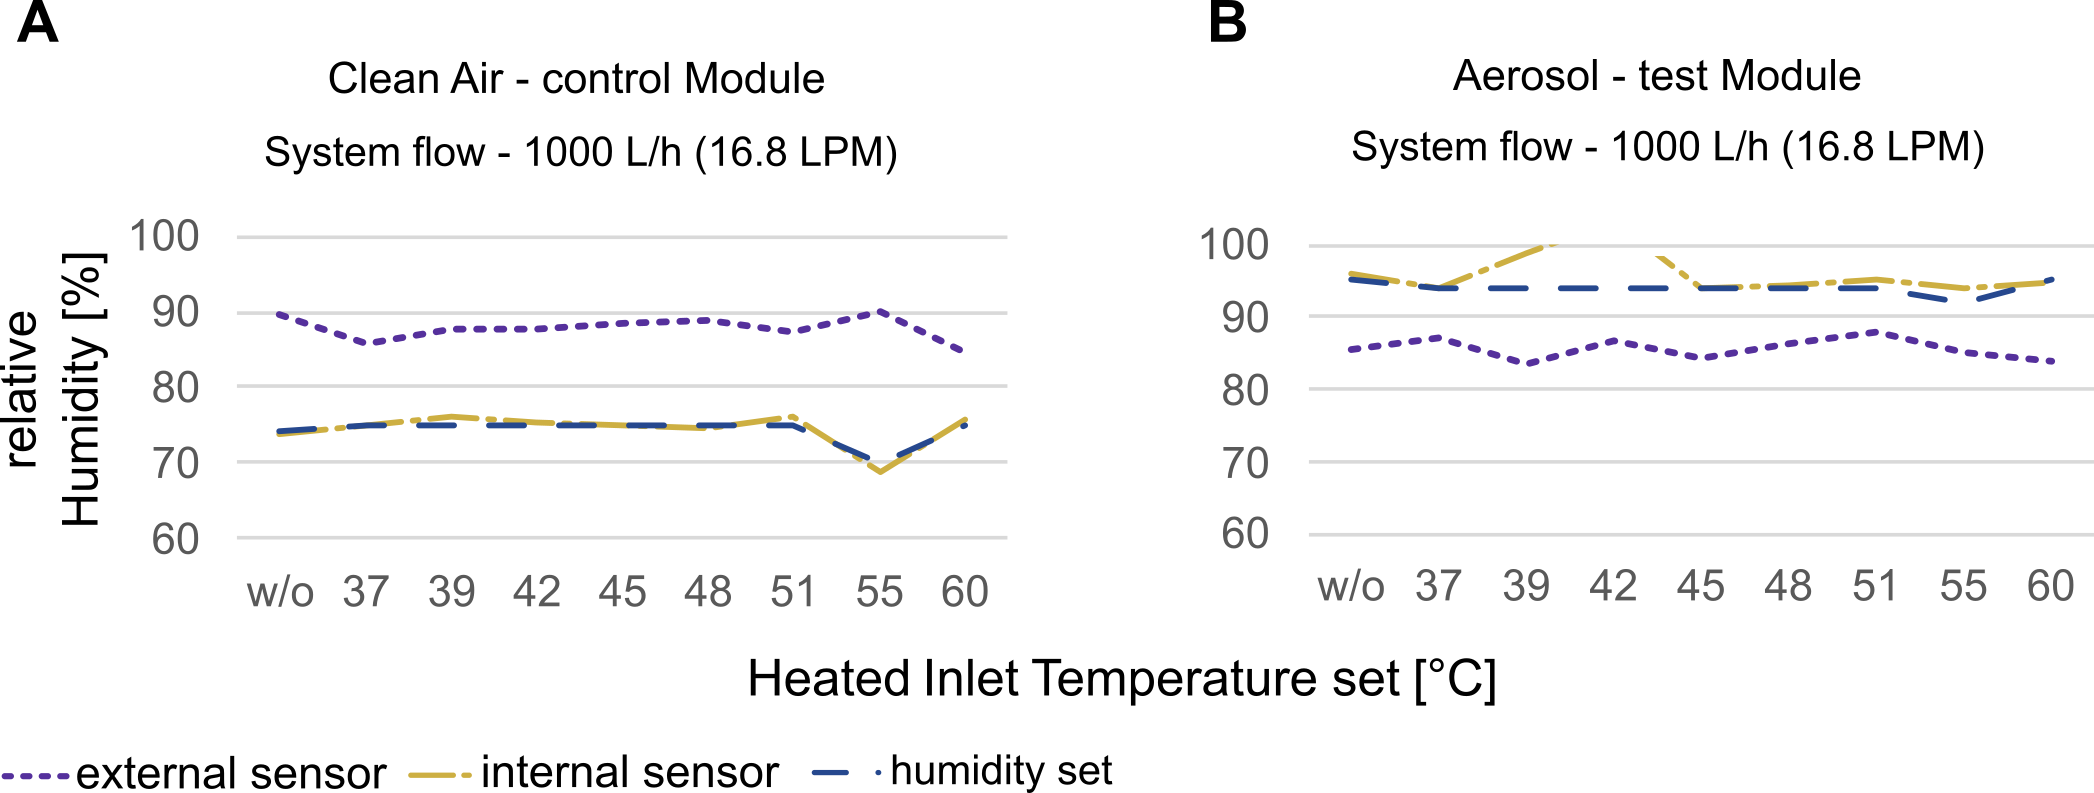 A
Clean Air - control Module
System flow - 1000 L/h (16.8 LPM)
relative
Humidity [%]
100
90
80
70
60
w/o 37 39 42 45 48 51 55 60
B
Aerosol - test Module
System flow - 1000 L/h (16.8 LPM)
100
90
80
70
60
w/o 37 39 42 45 48 51 55 60
Heated Inlet Temperature set [°C]
external sensor internal sensor humidity set